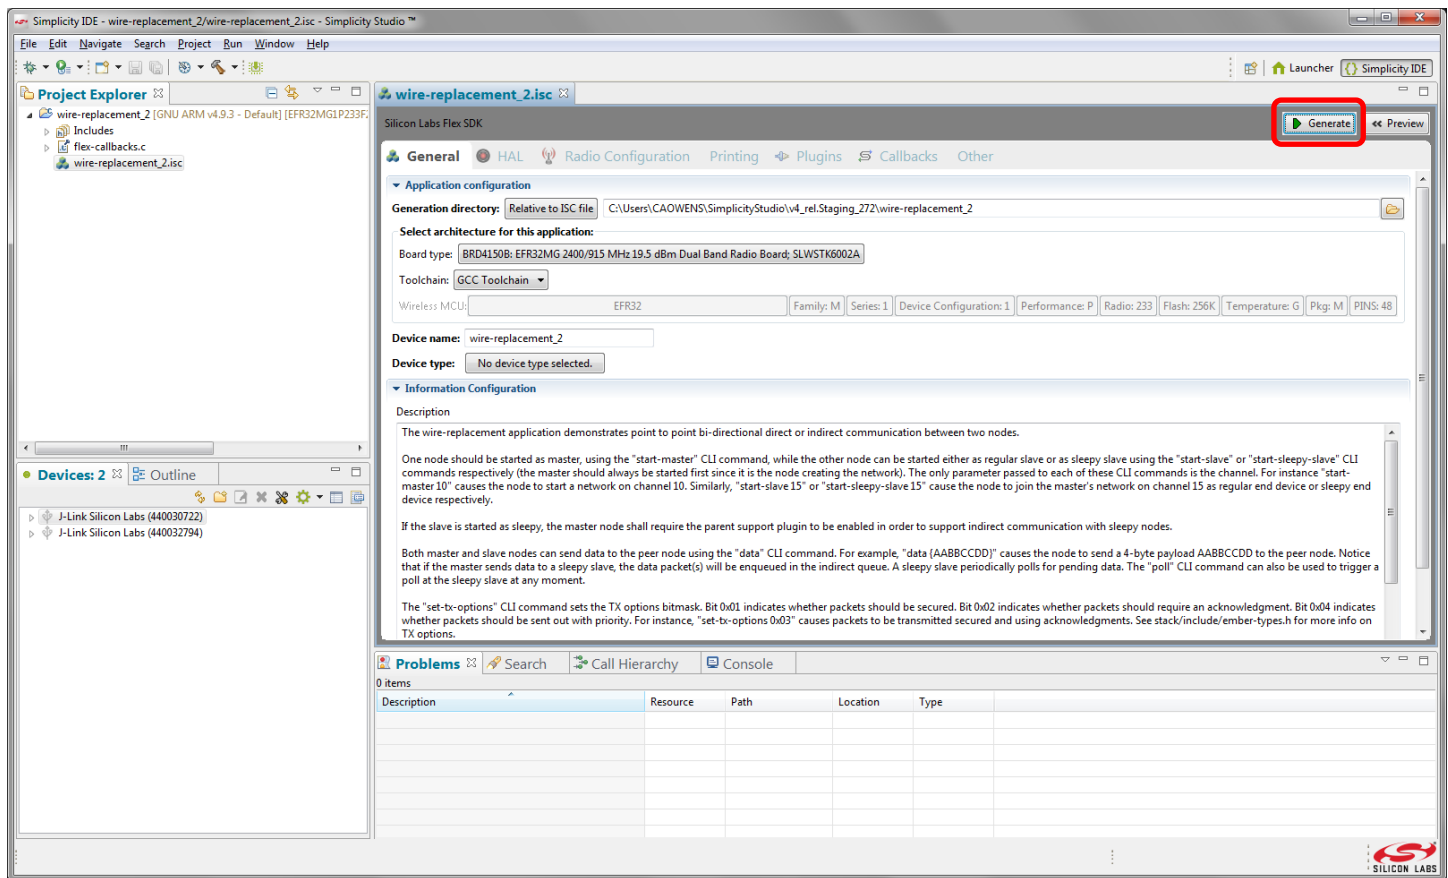 Simplicity IDE - wire-replacement_2/wire-replacement_2.isc - Simplicity Studio ™
File Edit Navigate Search Project Run Window Help
Launcher Simplicity IDE
Project Explorer
wire-replacement_2 [GNU ARM v4.9.3 - Default] [EFR32MG1P233F
Includes
flex-callbacks.c
wire-replacement_2.isc
Devices: 2 Outline
J-Link Silicon Labs (440030722)
J-Link Silicon Labs (440032794)
wire-replacement_2.isc
Silicon Labs Flex SDK
Generate Preview
General HAL Radio Configuration Printing Plugins Callbacks Other
Application configuration
Generation directory: Relative to ISC file C:\Users\CAOWENS\SimplicityStudio\v4_rel.Staging_272\wire-replacement_2
Select architecture for this application:
Board type: BRD4150B: EFR32MG 2400/915 MHz 19.5 dBm Dual Band Radio Board; SLWSTK6002A
Toolchain: GCC Toolchain
Wireless MCU: EFR32 Family: M Series: 1 Device Configuration: 1 Performance: P Radio: 233 Flash: 256K Temperature: G Pkg: M PINS: 48
Device name: wire-replacement_2
Device type: No device type selected.
Information Configuration
Description
The wire-replacement application demonstrates point to point bi-directional direct or indirect communication between two nodes.
One node should be started as master, using the "start-master" CLI command, while the other node can be started either as regular slave or as sleepy slave using the "start-slave" or "start-sleepy-slave" CLI
commands respectively (the master should always be started first since it is the node creating the network). The only parameter passed to each of these CLI commands is the channel. For instance "start-
master 10" causes the node to start a network on channel 10. Similarly, "start-slave 15" or "start-sleepy-slave 15" cause the node to join the master's network on channel 15 as regular end device or sleepy end
device respectively.
If the slave is started as sleepy, the master node shall require the parent support plugin to be enabled in order to support indirect communication with sleepy nodes.
Both master and slave nodes can send data to the peer node using the "data" CLI command. For example, "data {AABBCCDD}" causes the node to send a 4-byte payload AABBCCDD to the peer node. Notice
that if the master sends data to a sleepy slave, the data packet(s) will be enqueued in the indirect queue. A sleepy slave periodically polls for pending data. The "poll" CLI command can also be used to trigger a
poll at the sleepy slave at any moment.
The "set-tx-options" CLI command sets the TX options bitmask. Bit 0x01 indicates whether packets should be secured. Bit 0x02 indicates whether packets should require an acknowledgment. Bit 0x04 indicates
whether packets should be sent out with priority. For instance, "set-tx-options 0x03" causes packets to be transmitted secured and using acknowledgments. See stack/include/ember-types.h for more info on
TX options.
Problems Search Call Hierarchy Console
0 items
Description Resource Path Location Type
SILICON LABS